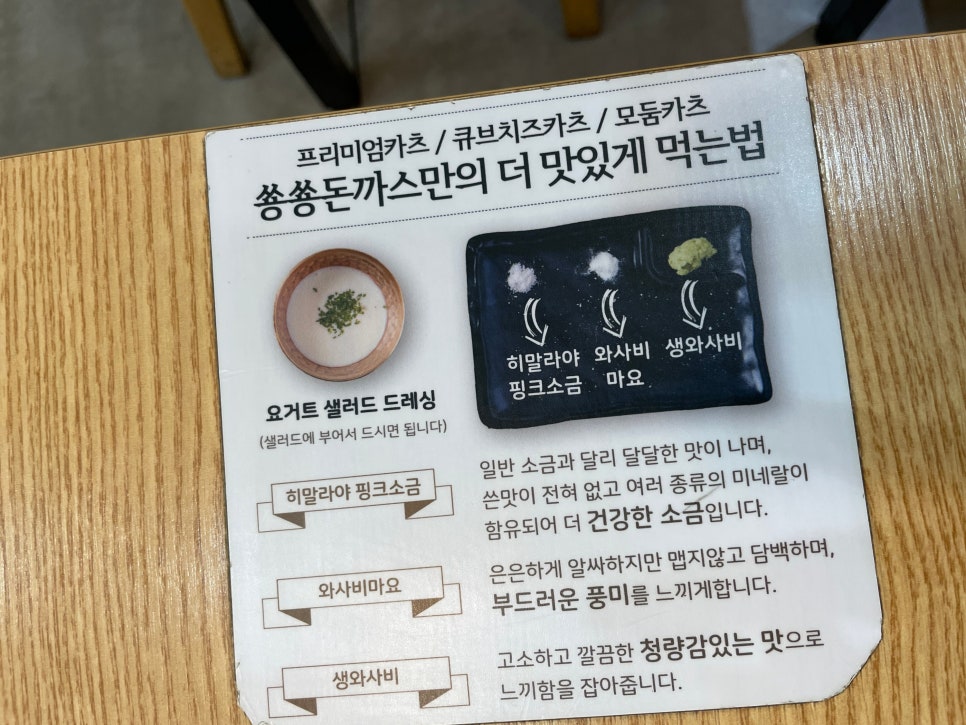 프리미엄카츠 / 큐브치즈카츠 / 모둠카츠
쑝쑝돈까스만의 더 맛있게 먹는법
히말라야
핑크소금
와사비
마요
생와사비
요거트 샐러드 드레싱
(샐러드에 부어서 드시면 됩니다)
히말라야 핑크소금
일반 소금과 달리 달달한 맛이 나며,
쓴맛이 전혀 없고 여러 종류의 미네랄이
함유되어 더 건강한 소금입니다.
와사비마요
은은하게 알싸하지만 맵지않고 담백하며,
부드러운 풍미를 느끼게합니다.
생와사비
고소하고 깔끔한 청량감있는 맛으로
느끼함을 잡아줍니다.